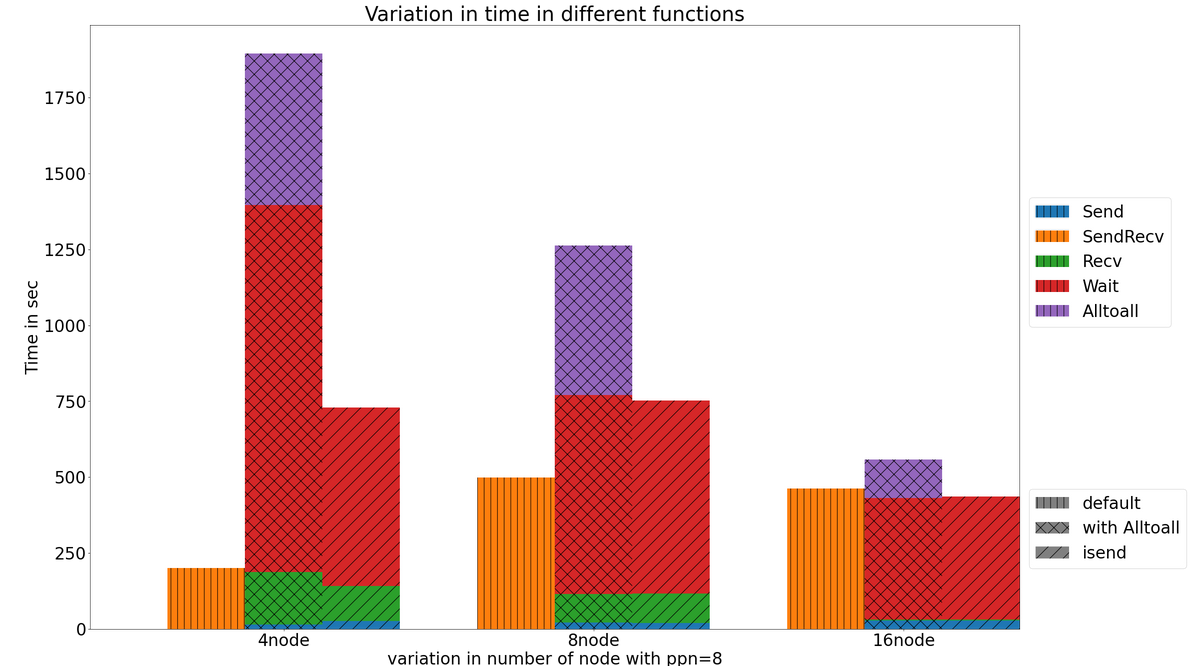 Variation in time in different functions
Time in sec
1750
1500
1250
1000
750
500
250
0
4node
8node
16node
variation in number of node with ppn=8
Send
SendRecv
Recv
Wait
Alltoall
default
with Alltoall
isend